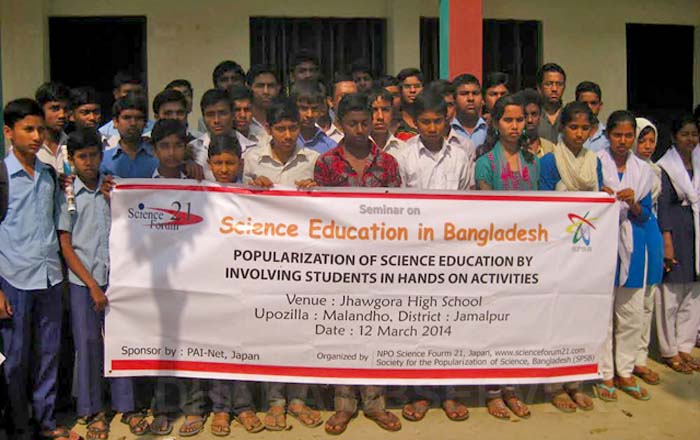 Science 21
Forum
Seminar on
Science Education in Bangladesh
SPSB
POPULARIZATION OF SCIENCE EDUCATION BY
INVOLVING STUDENTS IN HANDS ON ACTIVITIES
Venue : Jhawgora High School
Upozilla : Malandho, District : Jamalpur
Date : 12 March 2014
Sponsor by : PAI-Net, Japan
Organized by : NPO Science Fourm 21, Japan, www.scienceforum21.com
Society for the Popularization of Science, Bangladesh (SPSB)